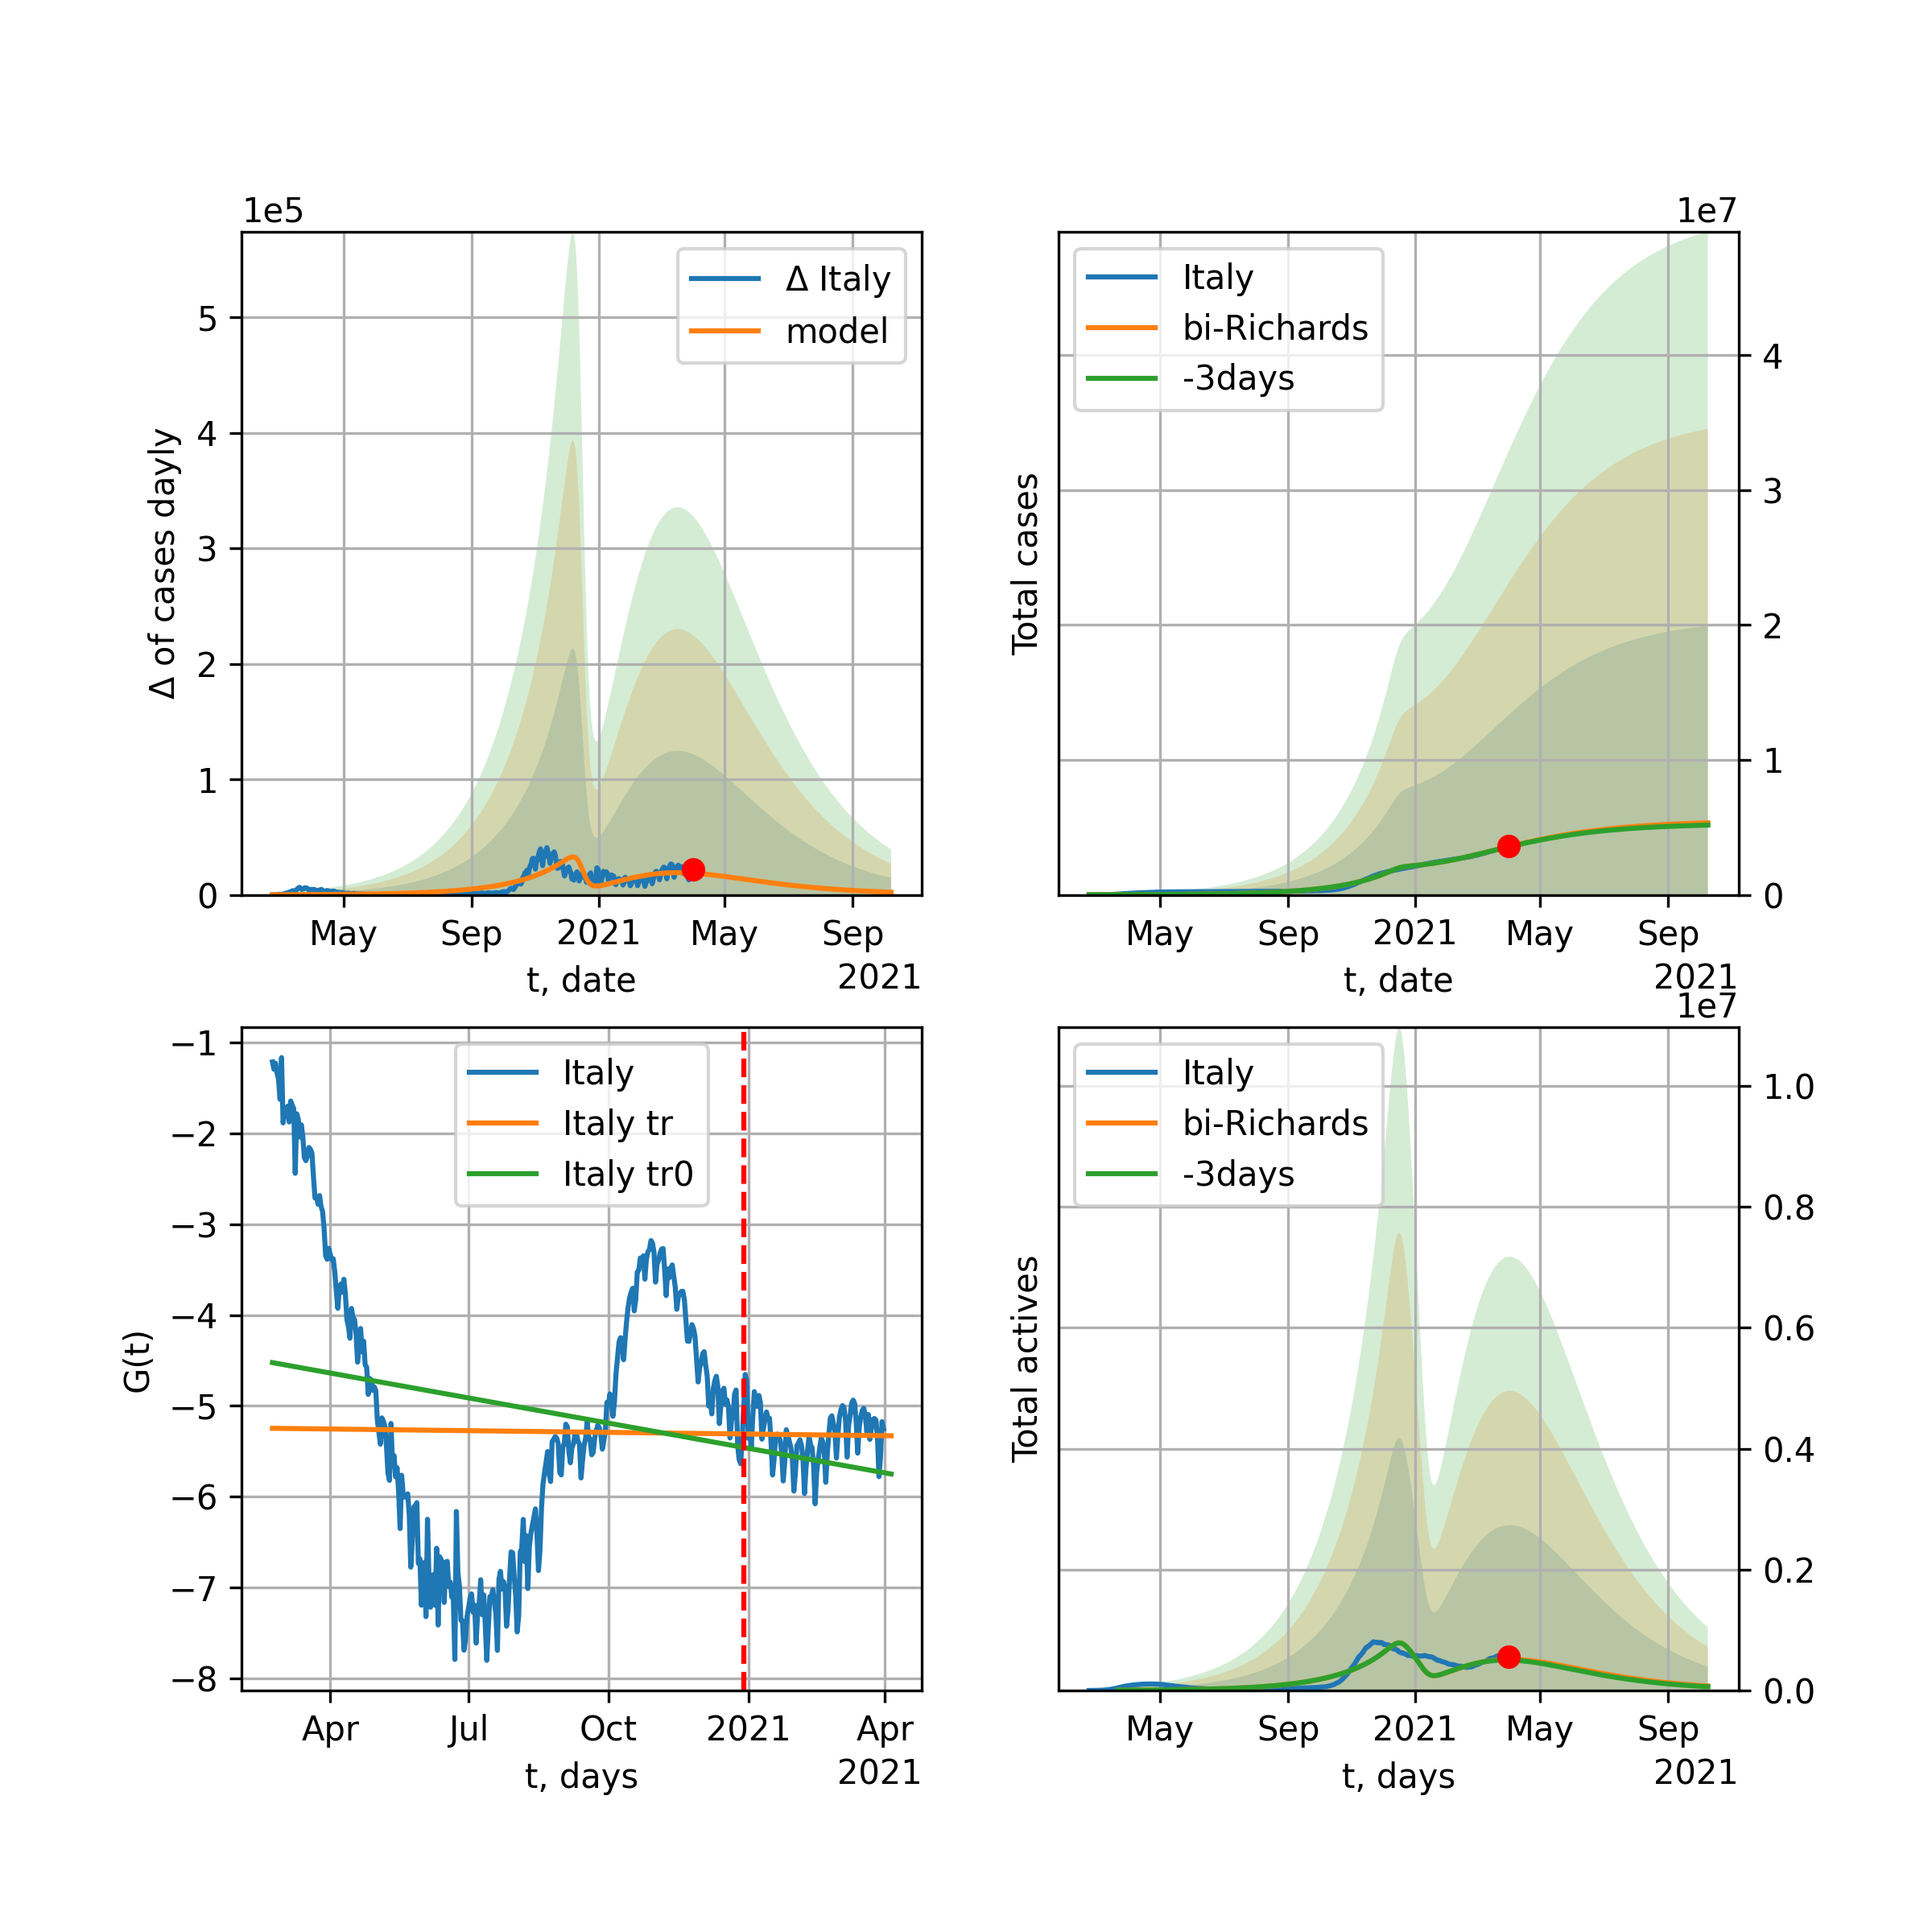 1e5
Δ of cases dayly
5
4
3
2
1
0
Δ Italy
model
May
Sep
2021
May
Sep
t, date
2021
1e7
Total cases
Italy
bi-Richards
-3days
4
3
2
1
0
May
Sep
2021
May
Sep
t, date
2021
G(t)
−1
−2
−3
−4
−5
−6
−7
−8
Italy
Italy tr
Italy tr0
Apr
Jul
Oct
2021
Apr
t, days
2021
1e7
Total actives
Italy
bi-Richards
-3days
1.0
0.8
0.6
0.4
0.2
0.0
May
Sep
2021
May
Sep
t, days
2021